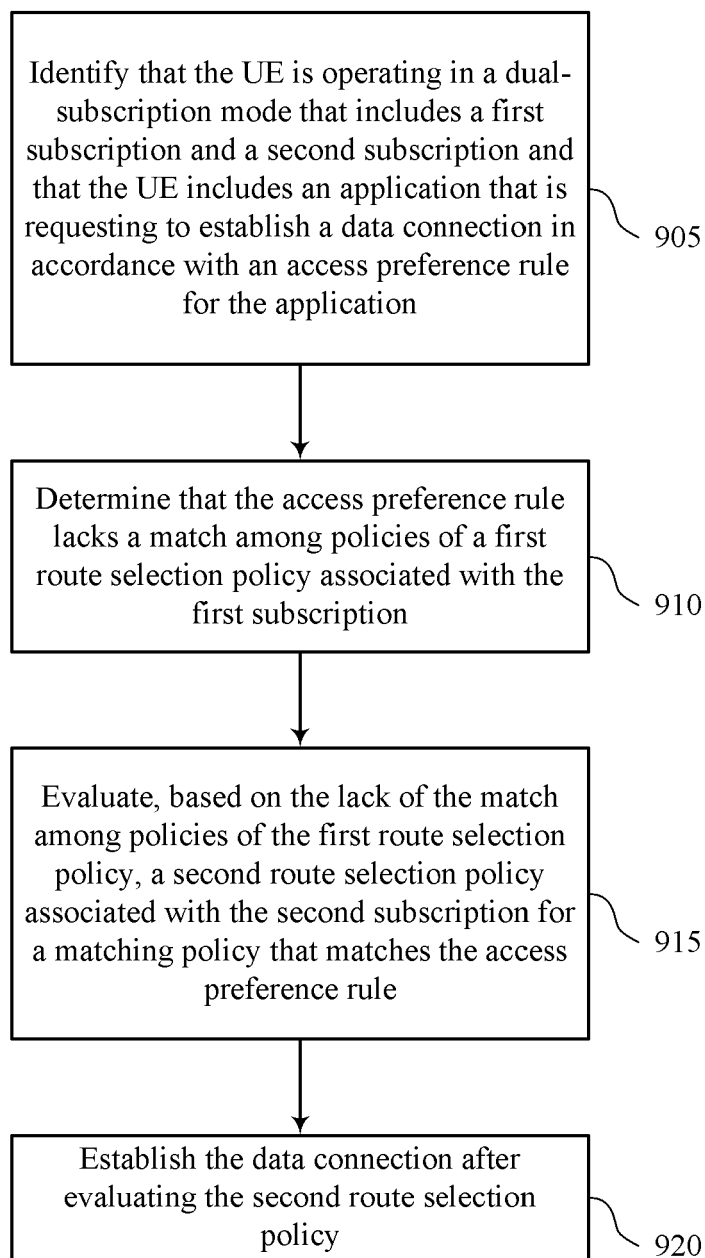 Identify that the UE is operating in a dual-
subscription mode that includes a first
subscription and a second subscription and
that the UE includes an application that is
requesting to establish a data connection in
accordance with an access preference rule
for the application
905
Determine that the access preference rule
lacks a match among policies of a first
route selection policy associated with the
first subscription
910
Evaluate, based on the lack of the match
among policies of the first route selection
policy, a second route selection policy
associated with the second subscription for
a matching policy that matches the access
preference rule
915
Establish the data connection after
evaluating the second route selection
policy
920